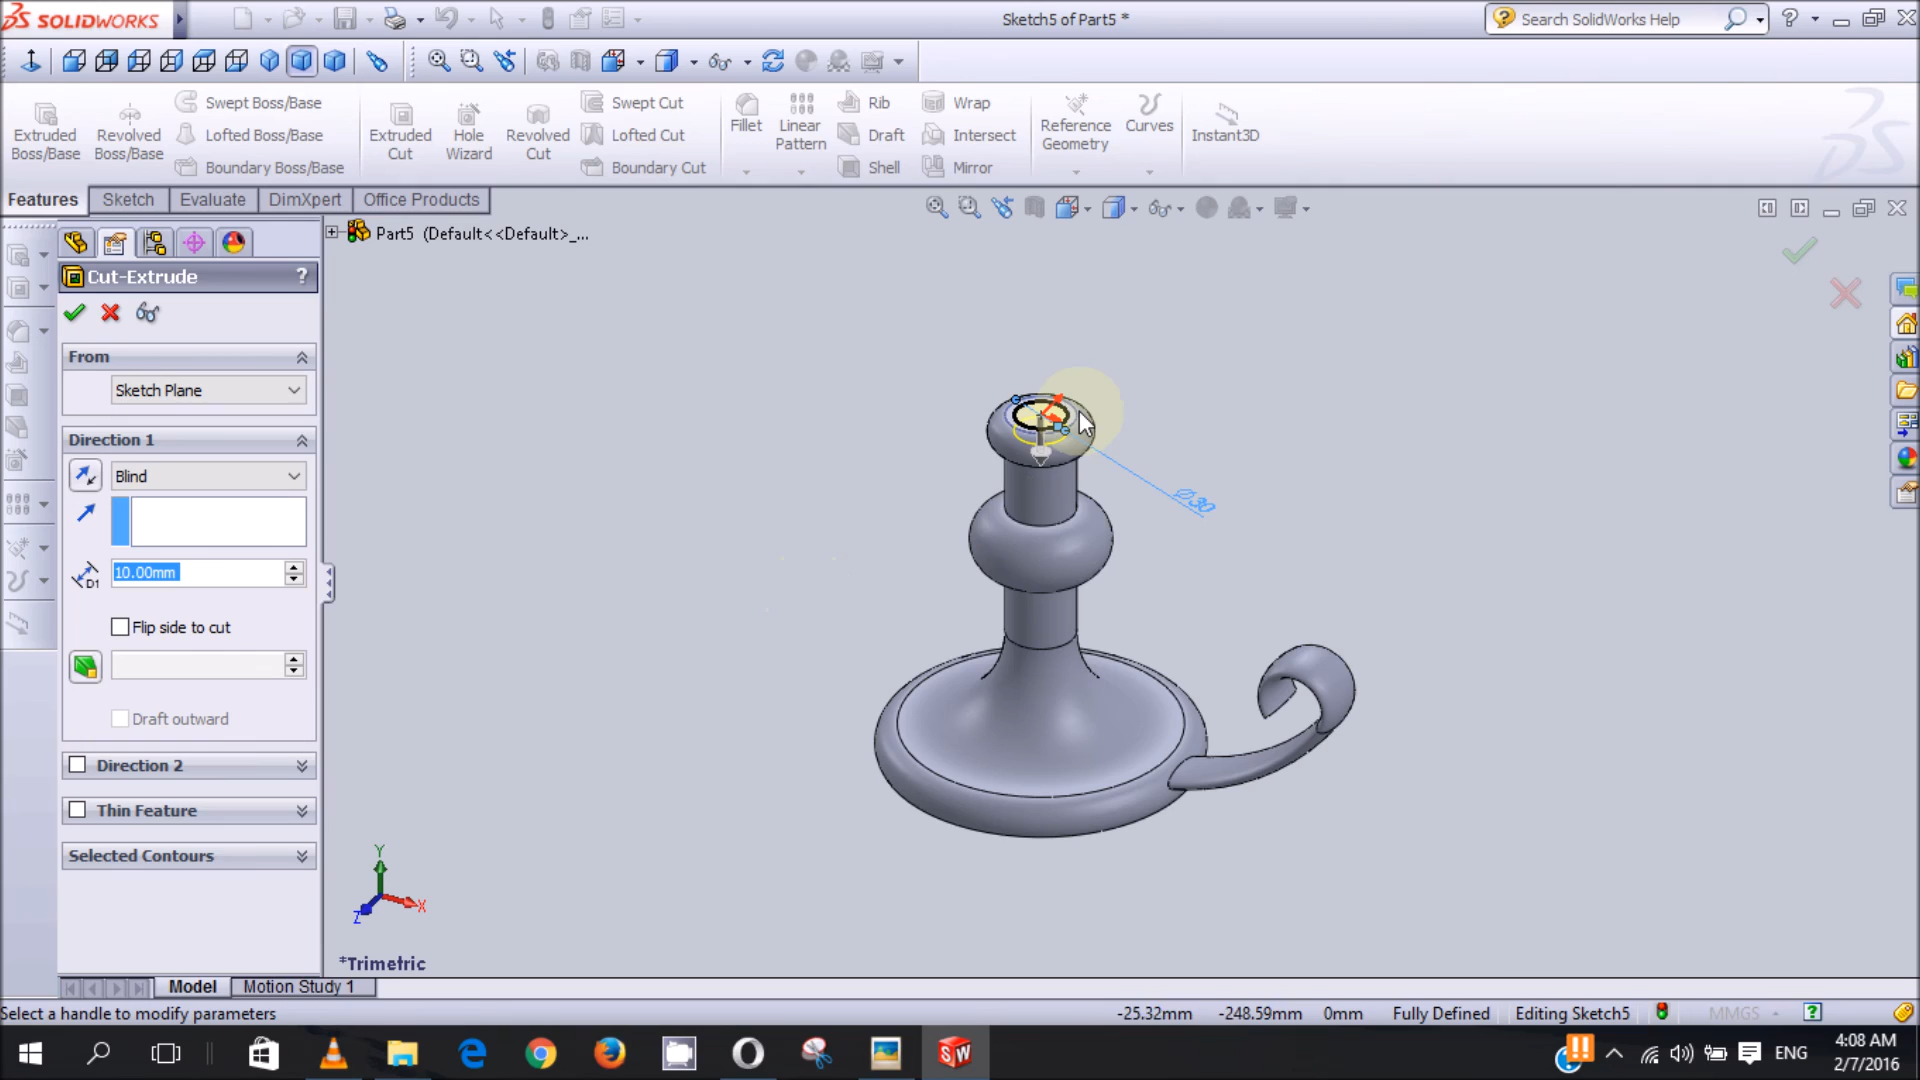 SOLIDWORKS
Sketch5 of Part5 *
Search SolidWorks Help
Extruded Boss/Base
Revolved Boss/Base
Swept Boss/Base
Lofted Boss/Base
Boundary Boss/Base
Extruded Cut
Hole Wizard
Revolved Cut
Swept Cut
Lofted Cut
Boundary Cut
Fillet
Linear Pattern
Rib
Draft
Shell
Wrap
Intersect
Mirror
Reference Geometry
Curves
Instant3D
Features
Sketch
Evaluate
DimXpert
Office Products
Part5 (Default<<Default>_...
Cut-Extrude
?
From
Sketch Plane
Direction 1
Blind
D1
10.00mm
Flip side to cut
Draft outward
Direction 2
Thin Feature
Selected Contours
Ø30
Y
X
Z
*Trimetric
Model
Motion Study 1
Select a handle to modify parameters
-25.32mm
-248.59mm
0mm
Fully Defined
Editing Sketch5
MMGS
?
SW
ENG
4:08 AM
2/7/2016